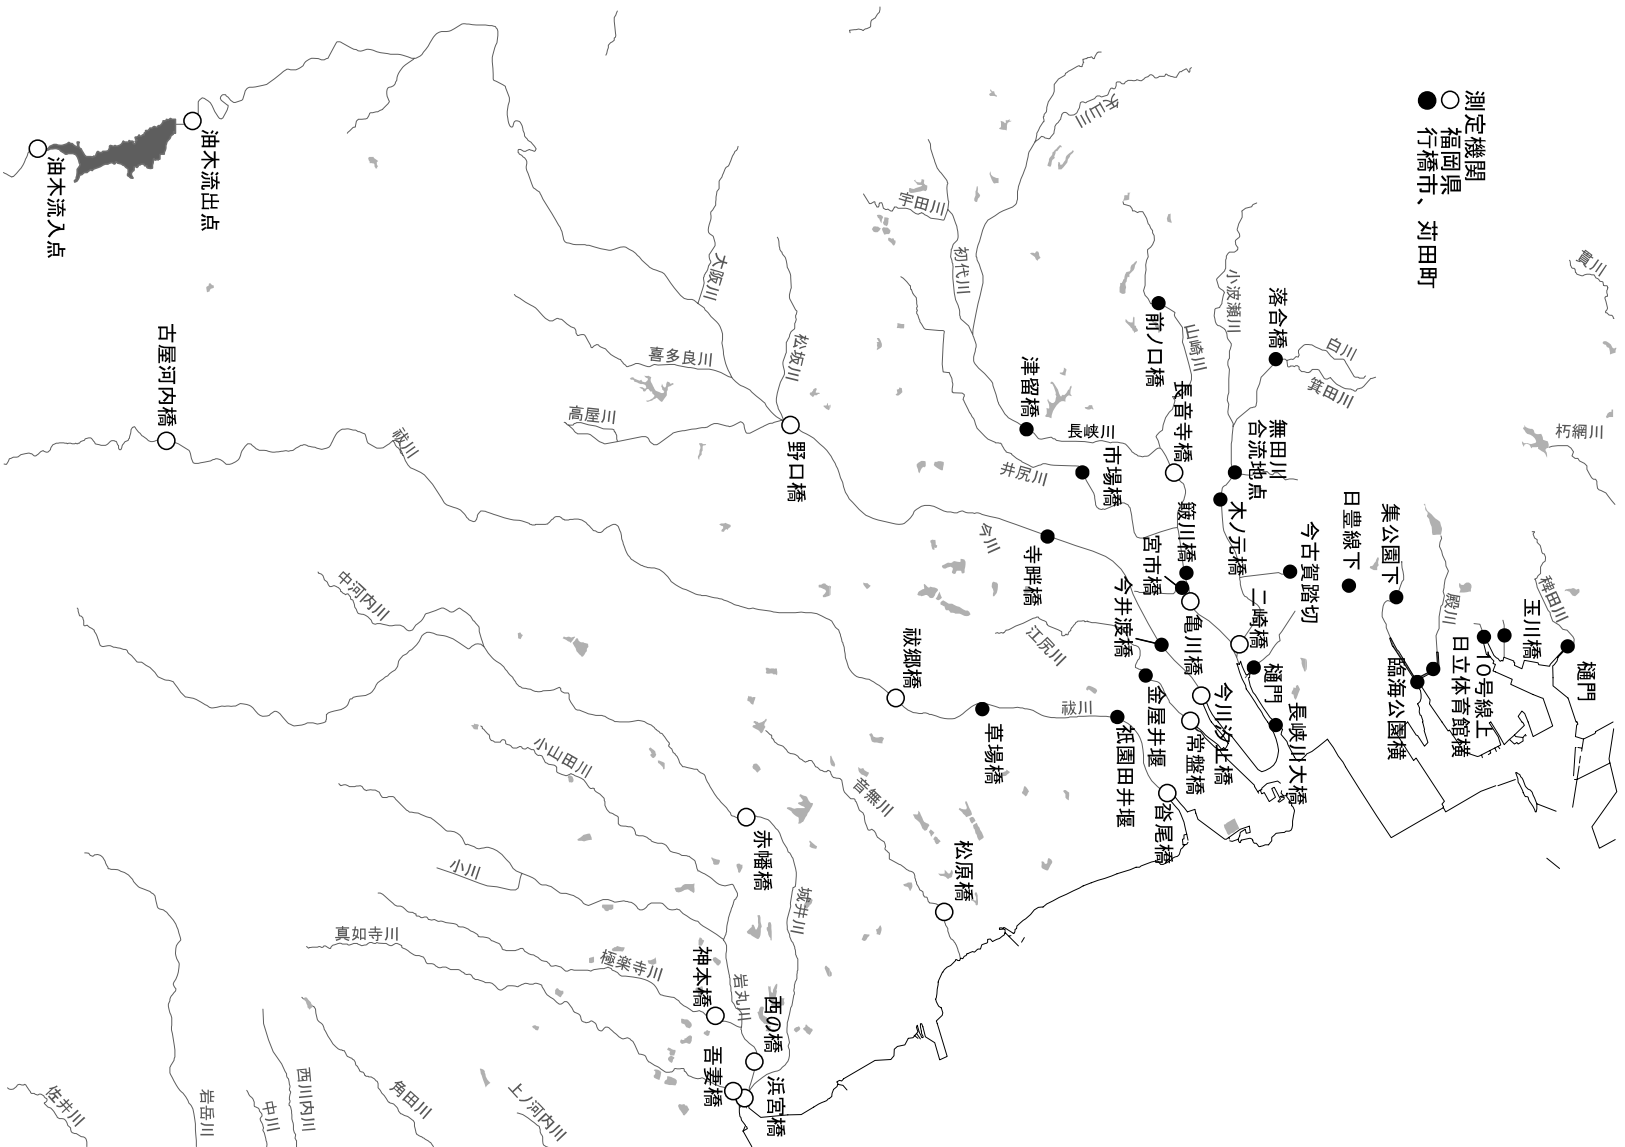 測定機関
福岡県
行橋市、苅田町
貫川
朽網川
稗田川
樋門
玉川橋
10号線上
日立体育館横
殿川
臨海公園横
集公園下
日豊線下
今古賀踏切
白川
箕田川
落合橋
小波瀬川
無田川
合流地点
木ノ元橋
二崎橋
樋門
長峡川大橋
山崎川
前ノ口橋
長音寺橋
簸川橋
亀川橋
今川汐止橋
常盤橋
宮市橋
今井渡橋
金屋井堰
沓尾橋
祇園田井堰
矢山川
初代川
宇田川
津留橋
長峡川
市場橋
井尻川
寺畔橋
今川
江尻川
祓川
草場橋
祓郷橋
松原橋
音無川
大阪川
松坂川
喜多良川
高屋川
野口橋
油木流出点
油木流入点
古屋河内橋
祓川
中河内川
小山田川
赤幡橋
城井川
小川
真如寺川
極楽寺川
神本橋
岩丸川
西の橋
浜宮橋
吾妻橋
上ノ河内川
角田川
西川内川
中川
岩岳川
佐井川